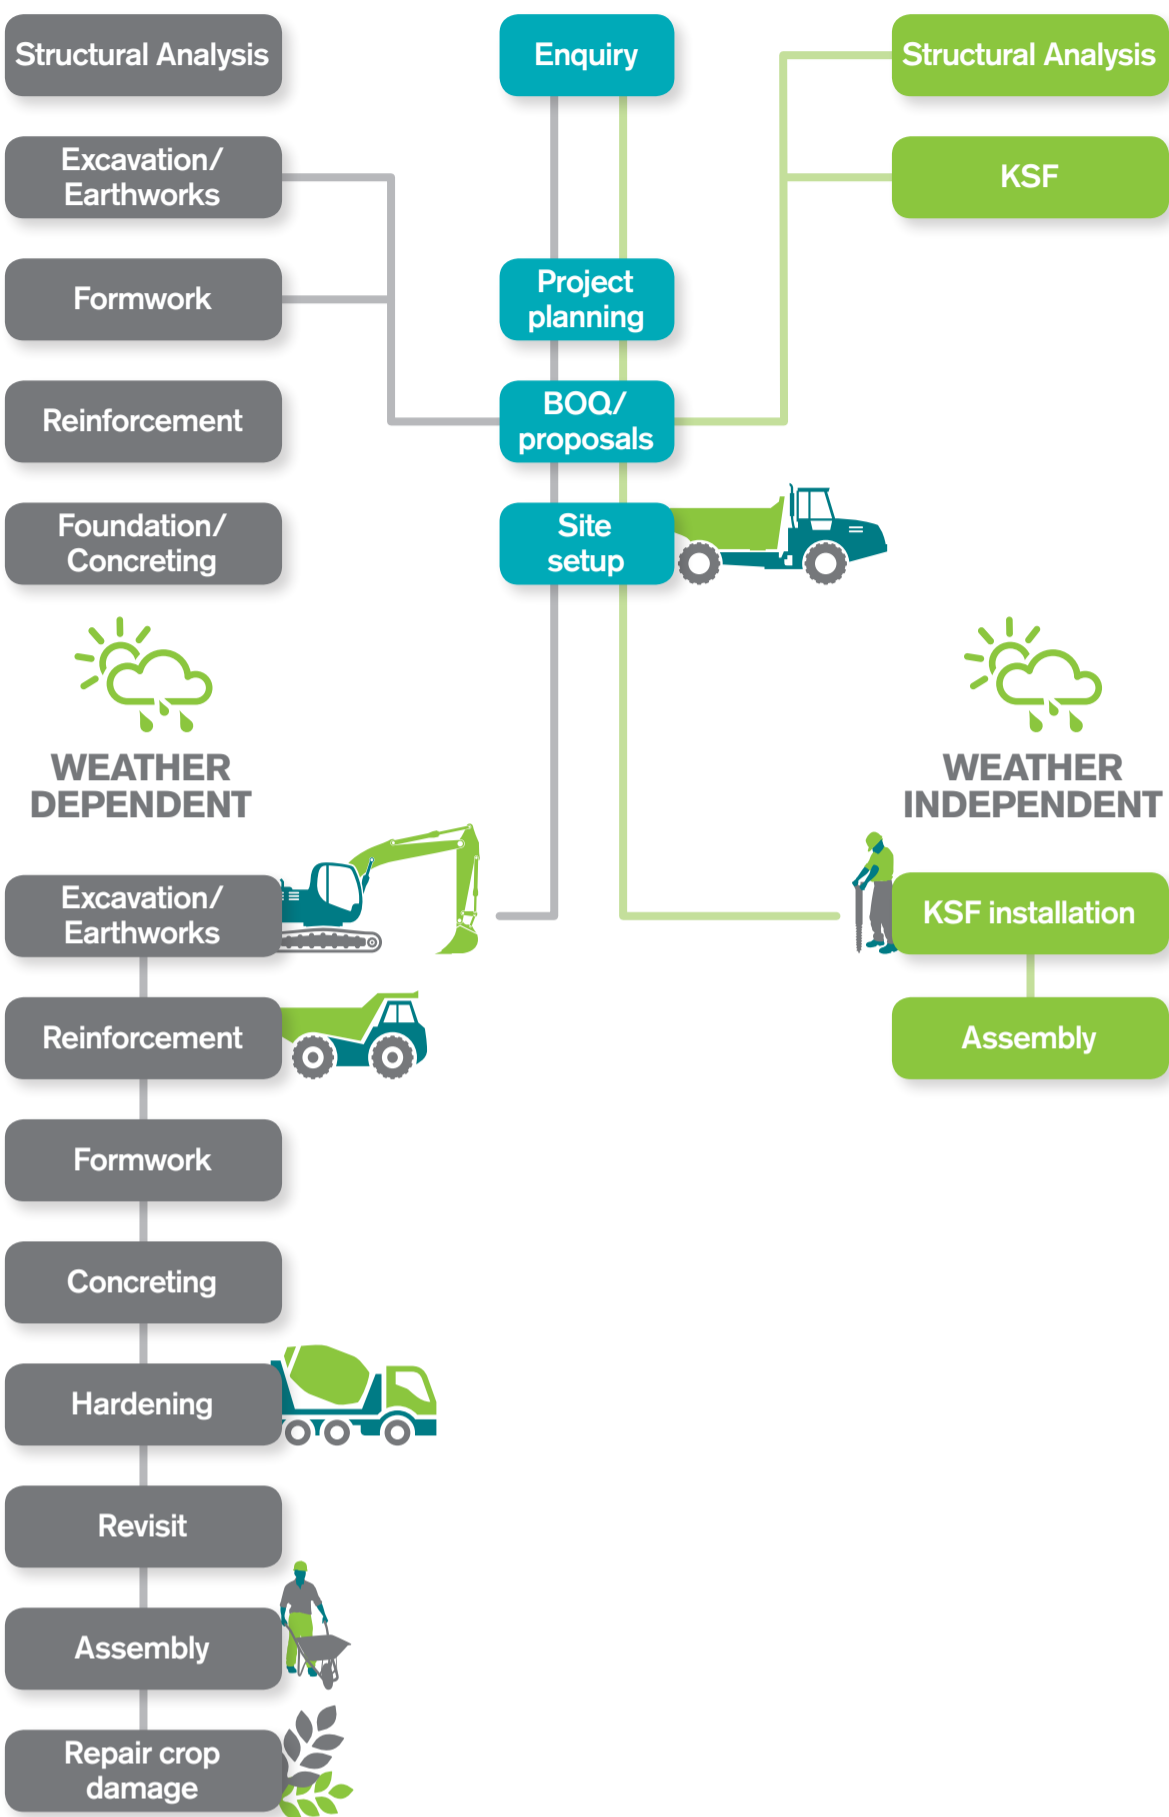 Structural Analysis
Enquiry
Structural Analysis
Excavation/
Earthworks
KSF
Formwork
Project
planning
Reinforcement
BOQ/
proposals
Foundation/
Concreting
Site
setup
WEATHER
DEPENDENT
WEATHER
INDEPENDENT
Excavation/
Earthworks
KSF installation
Reinforcement
Assembly
Formwork
Concreting
Hardening
Revisit
Assembly
Repair crop
damage